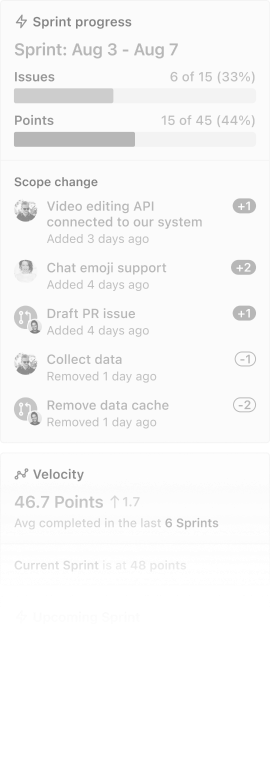 Sprint progress
Sprint: Aug 3 - Aug 7
Issues 6 of 15 (33%)
Points 15 of 45 (44%)
Scope change
Video editing API +1
connected to our system
Added 3 days ago
Chat emoji support +2
Added 4 days ago
Draft PR issue +1
Added 4 days ago
Collect data -1
Removed 1 day ago
Remove data cache -2
Removed 1 day ago
Velocity
46.7 Points ↑ 1.7
Avg completed in the last 6 Sprints
Current Sprint is at 48 points